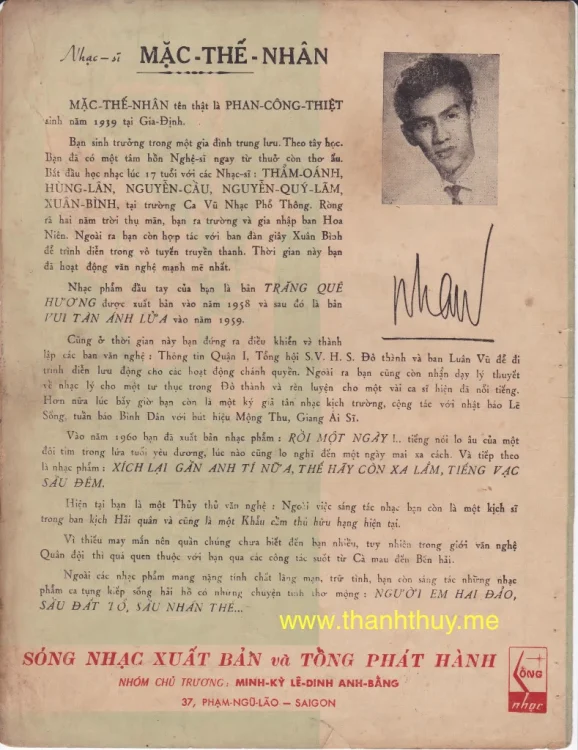 Nhạc-sĩ MẶC-THẾ-NHÂN
MẶC-THẾ-NHÂN tên thật là PHAN-CÔNG-THIỆT
sinh năm 1939 tại Gia-Định.
Bạn sinh trưởng trong một gia đình trung lưu. Theo tây học.
Bạn đã có một tâm hồn Nghệ-sĩ ngay từ thuở còn thơ ấu.
Bắt đầu học nhạc lúc 17 tuổi với các Nhạc-sĩ : THẨM-OÁNH,
HÙNG-LÂN, NGUYỄN-CẦU, NGUYỄN-QUÝ-LÃM,
XUÂN-BÌNH, tại trường Ca Vũ Nhạc Phổ Thông. Ròng
rã hai năm trời thụ mãn, bạn ra trường và gia nhập ban Hoa
Niên. Ngoài ra bạn còn hợp tác với ban đàn giây Xuân Bình
để trình diễn trong vô tuyến truyền thanh. Thời gian này bạn
đã hoạt động văn nghệ mạnh mẽ nhất.
Nhạc phẩm đầu tay của bạn là bản TRĂNG QUÊ
HƯƠNG được xuất bản vào năm 1958 và sau đó là bản
VUI TÀN ÁNH LỬA vào năm 1959.
nhân
Cũng ở thời gian này bạn đứng ra điều khiển và thành
lập các ban văn nghệ : Thông tin Quận I, Tổng hội S.V. H. S. Đô thành và ban Luân Vũ để đi
trình diễn lưu động cho các hoạt động chánh quyền. Ngoài ra bạn cũng còn nhận dạy lý thuyết
về nhạc lý cho một tư thục trong Đô thành và rèn luyện cho một vài ca sĩ hiện đã nổi tiếng.
Hơn nữa lúc bấy giờ bạn còn là một ký giả tân nhạc kịch trường, cộng tác với nhật báo Lẽ
Sống, tuần báo Bình Dân với bút hiệu Mộng Thu, Giang Ái Sĩ.
Vào năm 1960 bạn đã xuất bản nhạc phẩm : RỒI MỘT NGÀY !.. tiếng nói lo âu của một
đôi tim trong lứa tuổi yêu đương, lúc nào cũng lo nghĩ đến một ngày mai xa cách. Và tiếp theo
là nhạc phẩm : XÍCH LẠI GẦN ANH TÍ NỮA, THẾ HÃY CÒN XA LẮM, TIẾNG VẠC
SẦU ĐÊM.
Hiện tại bạn là một Thủy thủ văn nghệ : Ngoài việc sáng tác nhạc bạn còn là một kịch sĩ
trong ban kịch Hải quân và cũng là một Khẩu cầm thủ hữu hạng hiện tại.
Vì thiếu may mắn nên quần chúng chưa biết đến bạn nhiều, tuy nhiên trong giới văn nghệ
Quân đội thì quá quen thuộc với bạn qua các công tác suốt từ Cà mau đến Bến hải.
Ngoài các nhạc phẩm mang nặng tính chất lãng mạn, trữ tình, bạn còn sáng tác những nhạc
phẩm ca tụng kiếp sống hải hồ có những chuyện tình thơ mộng : NGƯỜI EM HẢI ĐẢO,
SẦU ĐẤT TỔ, SẦU NHÂN THẾ...
www.thanhthuy.me
SÓNG NHẠC XUẤT BẢN và TỔNG PHÁT HÀNH
NHÓM CHỦ TRƯƠNG : MINH-KỲ LÊ-DINH ANH-BẰNG
37, PHẠM-NGŨ-LÃO — SAIGON
SÓNG nhạc